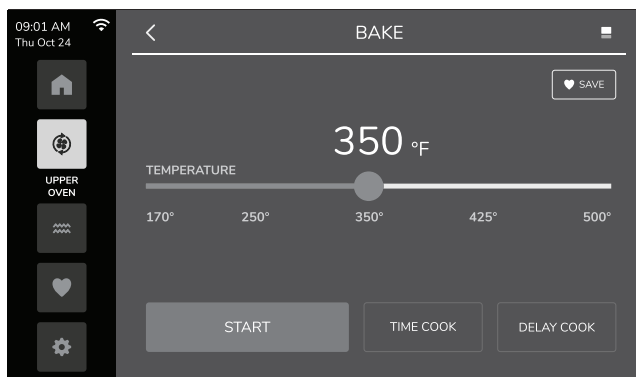 09:01 AM
Thu Oct 24
BAKE
SAVE
350 °F
UPPER
OVEN
TEMPERATURE
170° 250° 350° 425° 500°
START TIME COOK DELAY COOK